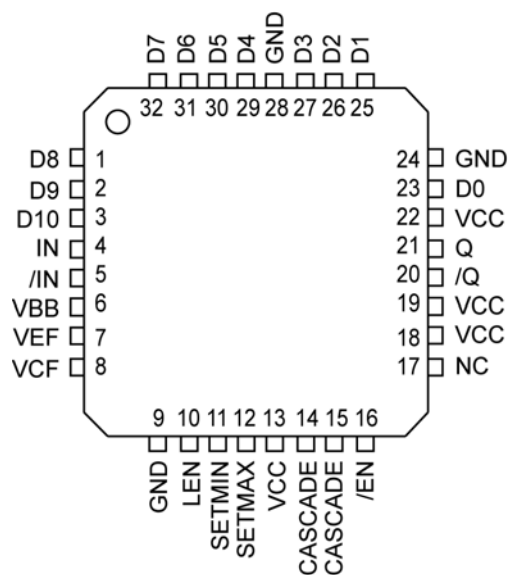 D7 D6 D5 D4 GND D3 D2 D1
32 31 30 29 28 27 26 25
D8 1 24 GND
D9 2 23 D0
D10 3 22 VCC
IN 4 21 Q
/IN 5 20 /Q
VBB 6 19 VCC
VEF 7 18 VCC
VCF 8 17 NC
9 10 11 12 13 14 15 16
GND LEN SETMIN SETMAX VCC CASCADE CASCADE /EN